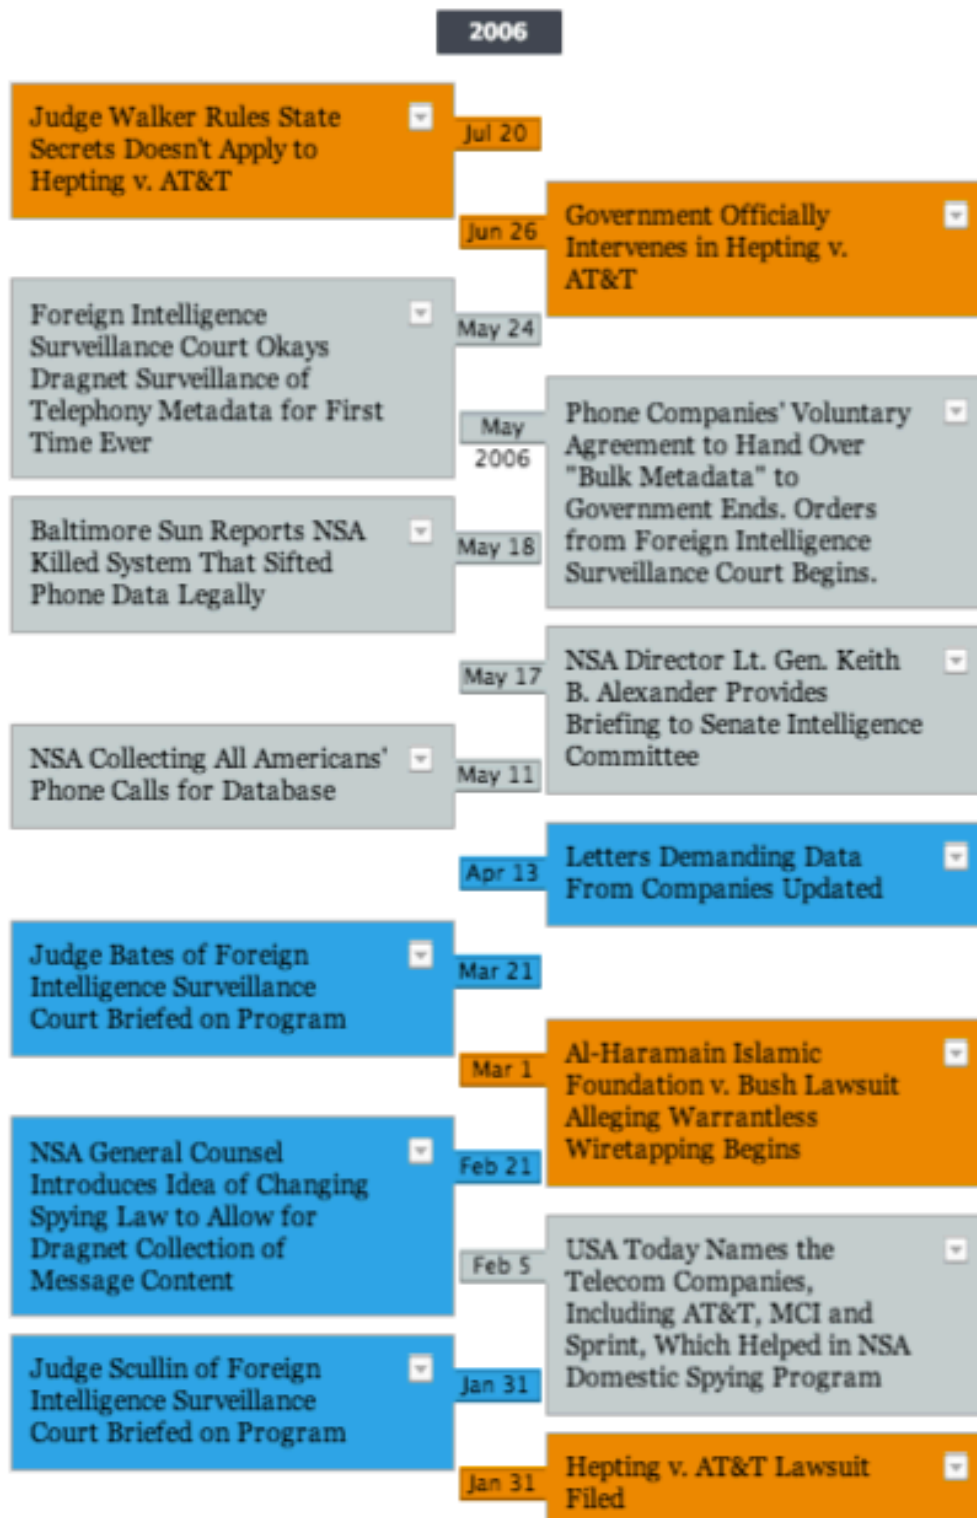 2006
Judge Walker Rules State
Secrets Doesn't Apply to
Hepting v. AT&T
Jul 20
Jun 26
Government Officially
Intervenes in Hepting v.
AT&T
Foreign Intelligence
Surveillance Court Okays
Dragnet Surveillance of
Telephony Metadata for First
Time Ever
May 24
May
2006
Phone Companies' Voluntary
Agreement to Hand Over
"Bulk Metadata" to
Government Ends. Orders
from Foreign Intelligence
Surveillance Court Begins.
Baltimore Sun Reports NSA
Killed System That Sifted
Phone Data Legally
May 18
May 17
NSA Director Lt. Gen. Keith
B. Alexander Provides
Briefing to Senate Intelligence
Committee
NSA Collecting All Americans'
Phone Calls for Database
May 11
Apr 13
Letters Demanding Data
From Companies Updated
Judge Bates of Foreign
Intelligence Surveillance
Court Briefed on Program
Mar 21
Mar 1
Al-Haramain Islamic
Foundation v. Bush Lawsuit
Alleging Warrantless
Wiretapping Begins
NSA General Counsel
Introduces Idea of Changing
Spying Law to Allow for
Dragnet Collection of
Message Content
Feb 21
Feb 5
USA Today Names the
Telecom Companies,
Including AT&T, MCI and
Sprint, Which Helped in NSA
Domestic Spying Program
Judge Scullin of Foreign
Intelligence Surveillance
Court Briefed on Program
Jan 31
Jan 31
Hepting v. AT&T Lawsuit
Filed